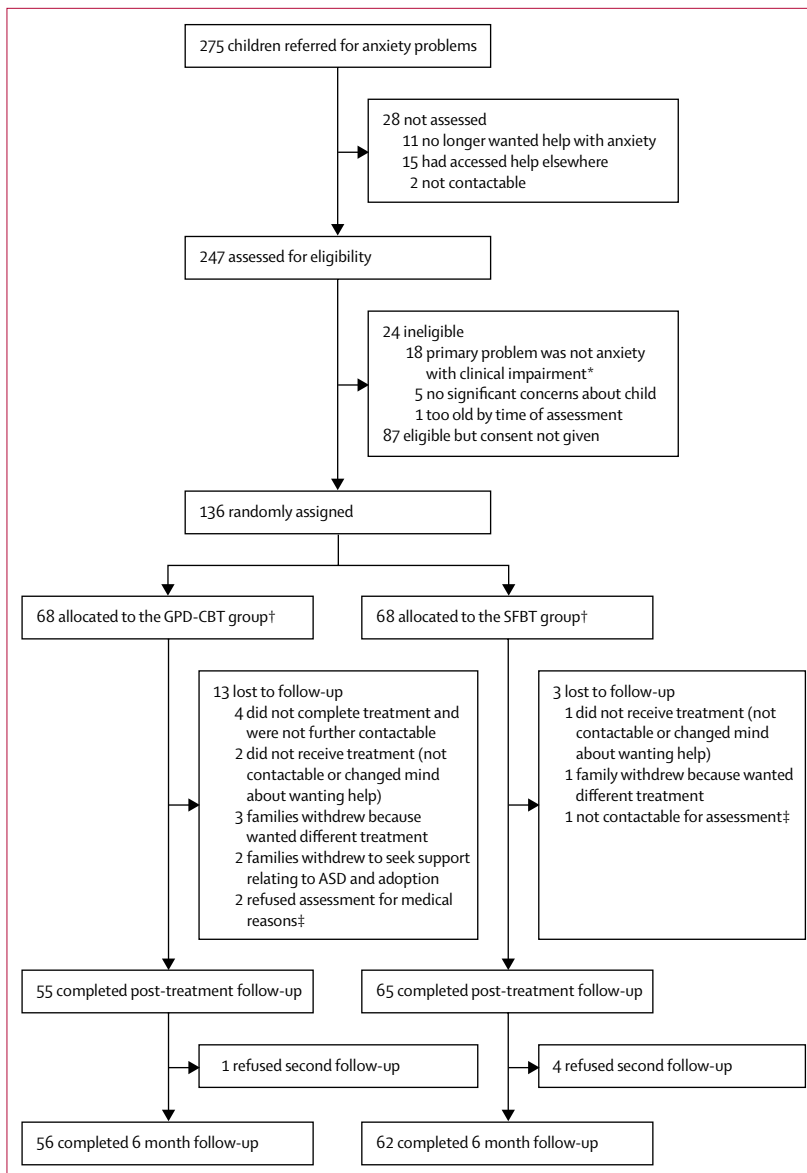 275 children referred for anxiety problems
28 not assessed
11 no longer wanted help with anxiety
15 had accessed help elsewhere
2 not contactable
247 assessed for eligibility
24 ineligible
18 primary problem was not anxiety
with clinical impairment*
5 no significant concerns about child
1 too old by time of assessment
87 eligible but consent not given
136 randomly assigned
68 allocated to the GPD-CBT group†
68 allocated to the SFBT group†
13 lost to follow-up
4 did not complete treatment and
were not further contactable
2 did not receive treatment (not
contactable or changed mind
about wanting help)
3 families withdrew because
wanted different treatment
2 families withdrew to seek support
relating to ASD and adoption
2 refused assessment for medical
reasons‡
3 lost to follow-up
1 did not receive treatment (not
contactable or changed mind
about wanting help)
1 family withdrew because wanted
different treatment
1 not contactable for assessment‡
55 completed post-treatment follow-up
65 completed post-treatment follow-up
1 refused second follow-up
4 refused second follow-up
56 completed 6 month follow-up
62 completed 6 month follow-up